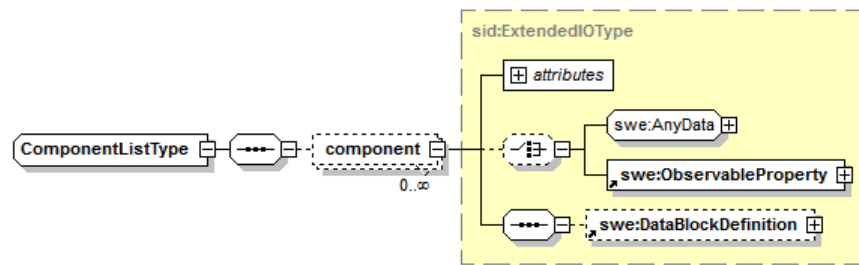 sid:ExtendedIOType
attributes
ComponentListType
component
0..∞
swe:AnyData
swe:ObservableProperty
swe:DataBlockDefinition